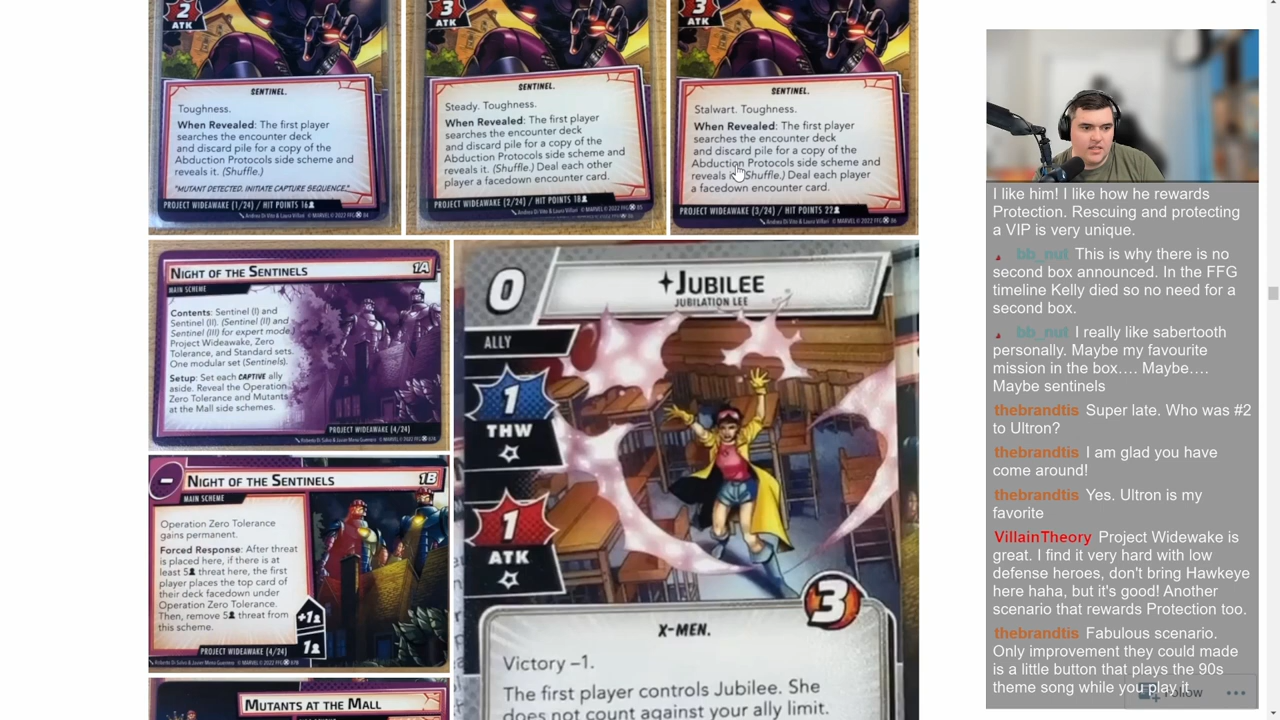 2
ATK
SENTINEL.
Toughness.
When Revealed: The first player
searches the encounter deck
and discard pile for a copy of the
Abduction Protocols side scheme and
reveals it. (Shuffle.)
"MUTANT DETECTED. INITIATE CAPTURE SEQUENCE."
PROJECT WIDEAWAKE (1/24) / HIT POINTS 16
3
ATK
SENTINEL.
Steady. Toughness.
When Revealed: The first player
searches the encounter deck
and discard pile for a copy of the
Abduction Protocols side scheme and
reveals it. (Shuffle.) Deal each other
player a facedown encounter card.
PROJECT WIDEAWAKE (2/24) / HIT POINTS 18
3
ATK
SENTINEL.
Stalwart. Toughness.
When Revealed: The first player
searches the encounter deck
and discard pile for a copy of the
Abduction Protocols side scheme and
reveals (Shuffle.) Deal each player
a facedown encounter card.
PROJECT WIDEAWAKE (3/24) / HIT POINTS 22
NIGHT OF THE SENTINELS
1A
MAIN SCHEME
Contents: Sentinel (I) and
Sentinel (II). (Sentinel (II) and
Sentinel (III) for expert mode.)
Project Wideawake, Zero
Tolerance, and Standard sets.
One modular set (Sentinels).
Setup: Set each CAPTIVE ally
aside. Reveal the Operation
Zero Tolerance and Mutants
at the Mall side schemes.
PROJECT WIDEAWAKE (4/24)
NIGHT OF THE SENTINELS
1B
MAIN SCHEME
Operation Zero Tolerance
gains permanent.
Forced Response: After threat
is placed here, if there is at
least 5 threat here, the first
player places the top card of
their deck facedown under
Operation Zero Tolerance.
Then, remove 5 threat from
this scheme.
+1
1
PROJECT WIDEAWAKE (4/24)
MUTANTS AT THE MALL
0
JUBILEE
JUBILATION LEE
ALLY
1
THW
1
ATK
3
X-MEN.
Victory –1.
The first player controls Jubilee. She
does not count against your ally limit.
I like him! I like how he rewards
Protection. Rescuing and protecting
a VIP is very unique.
bb_nut This is why there is no
second box announced. In the FFG
timeline Kelly died so no need for a
second box.
bb_nut I really like sabertooth
personally. Maybe my favourite
mission in the box…. Maybe….
Maybe sentinels
thebrandtis Super late. Who was #2
to Ultron?
thebrandtis I am glad you have
come around!
thebrandtis Yes. Ultron is my
favorite
VillainTheory Project Widewake is
great. I find it very hard with low
defense heroes, don't bring Hawkeye
here haha, but it's good! Another
scenario that rewards Protection too.
thebrandtis Fabulous scenario.
Only improvement they could made
is a little button that plays the 90s
theme song while you play it
Follow